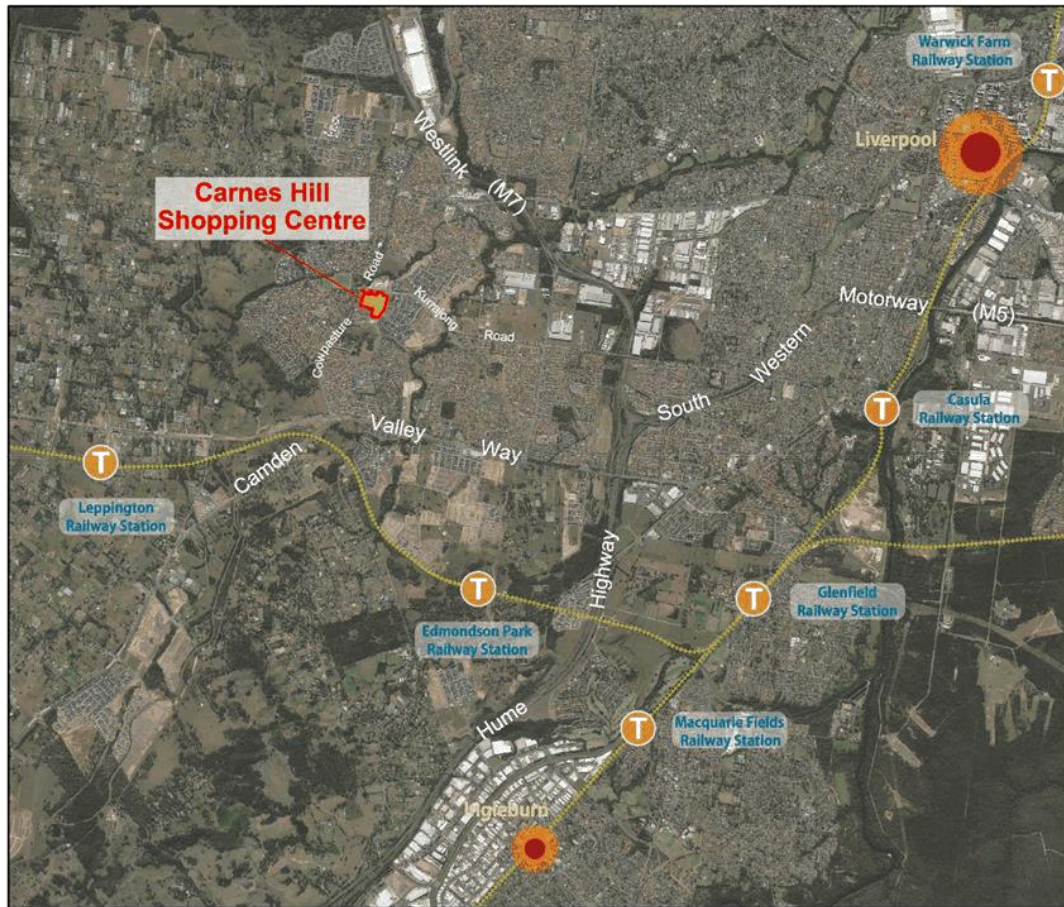 Warwick Farm
Railway Station
T
Liverpool
Westlink
(M7)
Carnes Hill
Shopping Centre
Road
Kurrajong
Road
Cowpasture
Motorway
(M5)
Western
South
T
Casula
Railway Station
Valley
Way
Camden
T
Leppington
Railway Station
Highway
T
Edmondson Park
Railway Station
T
Glenfield
Railway Station
Hume
T
Macquarie Fields
Railway Station
Ingleburn